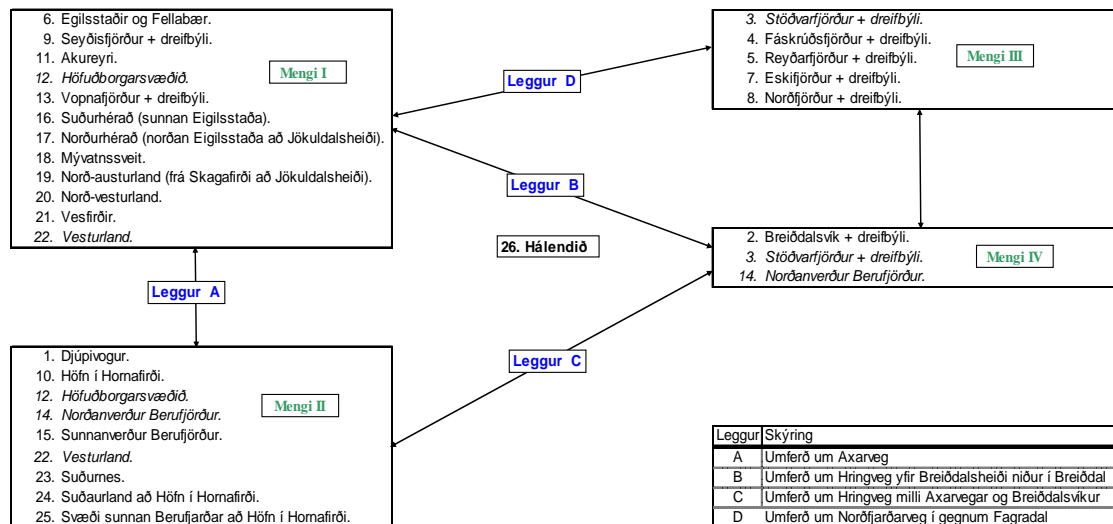 6. Egilsstaðir og Fellabær.
9. Seyðisfjörður + dreifbýli.
11. Akureyri.
12. Höfuðborgarsvæðið.
13. Vopnafjörður + dreifbýli.
16. Suðurhérað (sunnan Eigilsstaða).
17. Norðurhérað (norðan Eigilsstaða að Jökuldalsheiði).
18. Mývatnssveit.
19. Norð-austurland (frá Skagafirði að Jökuldalsheiði).
20. Norð-vesturland.
21. Vesfirðir.
22. Vesturland.
Mengi I
3. Stöðvarfjörður + dreifbýli.
4. Fáskrúðsfjörður + dreifbýli.
5. Reyðarfjörður + dreifbýli.
7. Eskifjörður + dreifbýli.
8. Norðfjörður + dreifbýli.
Mengi III
Leggur D
Leggur B
26. Hálendið
2. Breiðdalsvík + dreifbýli.
3. Stöðvarfjörður + dreifbýli.
14. Norðanverður Berufjörður.
Mengi IV
Leggur A
Leggur C
1. Djúpivogur.
10. Höfn í Hornafirði.
12. Höfuðborgarsvæðið.
14. Norðanverður Berufjörður.
15. Sunnanverður Berufjörður.
22. Vesturland.
23. Suðurnes.
24. Suðaurland að Höfn í Hornafirði.
25. Svæði sunnan Berufjarðar að Höfn í Hornafirði.
Mengi II
Leggur Skýring
A Umferð um Axarveg
B Umferð um Hringveg yfir Breiðdalsheiði niður í Breiðdal
C Umferð um Hringveg milli Axarvegar og Breiðdalsvíkur
D Umferð um Norðfjarðarveg í gegnum Fagradal